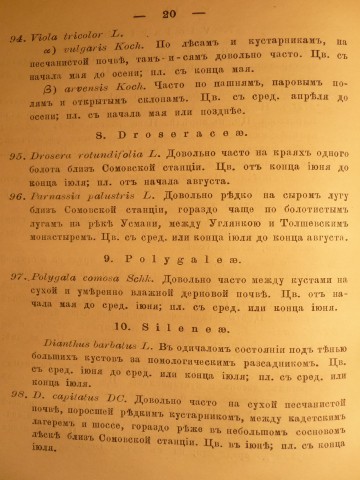 — 20 —
94. Viola tricolor L.
α) vulgaris Koch. По лѣсамъ и кустарникамъ, на
песчанистой почвѣ, тамъ-и-сямъ довольно часто. Цв. съ
начала мая до осени; пл. съ конца мая.
β) arvensis Koch. Часто по пашнямъ, паровымъ по-
лямъ и открытымъ склонамъ. Цв. съ сред. апрѣля до
осени; пл. съ начала мая или позднѣе.
8. Droseraceæ.
95. Drosera rotundifolia L. Довольно часто на краяхъ одного
болота близъ Сомовской станціи. Цв. отъ конца іюня до
конца іюля; пл. отъ начала августа.
96. Parnassia palustris L. Довольно рѣдко на сыромъ лугу
близъ Сомовской станціи, гораздо чаще по болотистымъ
лугамъ на рѣкѣ Усмани, между Углянкою и Толшевскимъ
монастыремъ. Цв. съ сред. или конца іюля до конца августа.
9. Polygaleæ.
97. Polygala comosa Schk. Довольно часто между кустами на
сухой и умѣренно влажной дерновой почвѣ. Цв. отъ на-
чала мая до сред. іюня; пл. съ конца іюня.
10. Sileneæ.
Dianthus barbatus L. Въ одичаломъ состояніи подъ тѣнью
большихъ кустовъ за помологическимъ разсадникомъ. Цв.
съ сред. іюня до сред. или конца іюля; пл. съ сред. или
конца іюля.
98. D. capitatus DC. Довольно часто на сухой песчанистой
почвѣ, поросшей рѣдкимъ кустарникомъ, между кадетскимъ
лагеремъ и шоссе, гораздо рѣже въ небольшомъ сосновомъ
лѣскѣ близъ Сомовской станціи. Цв. въ іюнѣ; пл. съ конца
іюля.